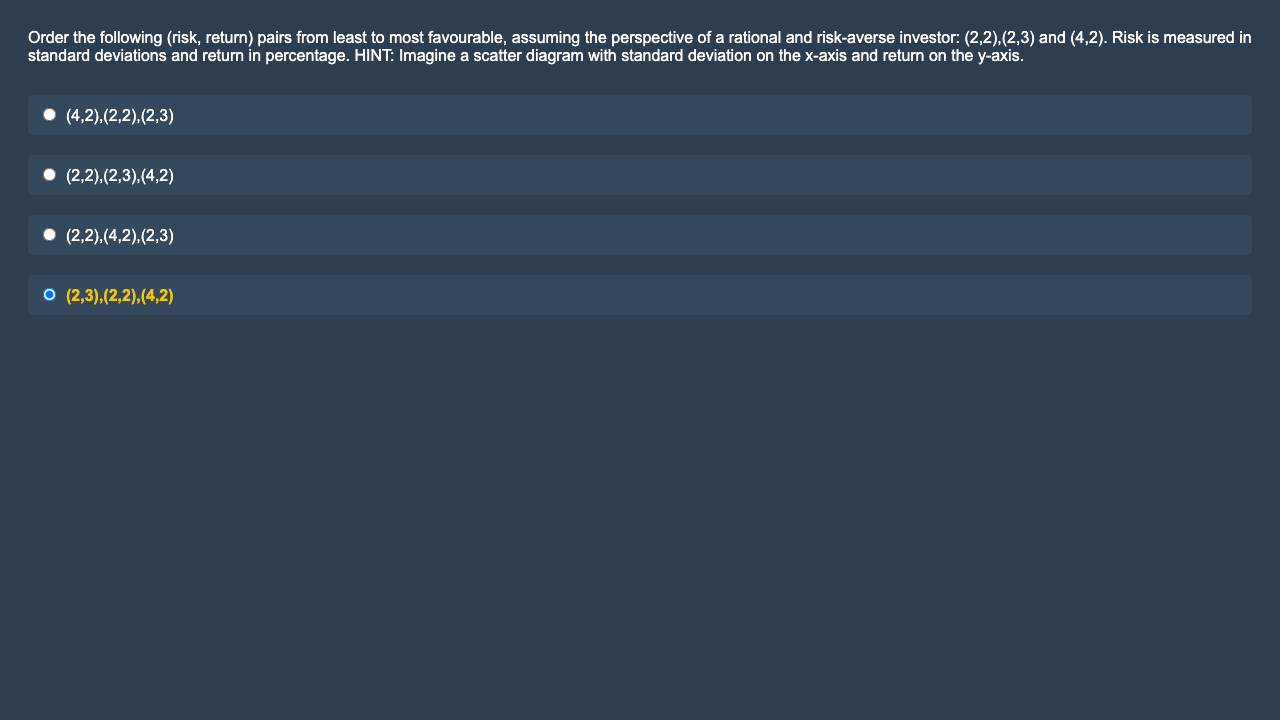 Order the following (risk, return) pairs from least to most favourable, assuming the perspective of a rational and risk-averse investor: (2,2),(2,3) and (4,2). Risk is measured in
standard deviations and return in percentage. HINT: Imagine a scatter diagram with standard deviation on the x-axis and return on the y-axis.
(4,2),(2,2),(2,3)
(2,2),(2,3),(4,2)
(2,2),(4,2),(2,3)
(2,3),(2,2),(4,2)